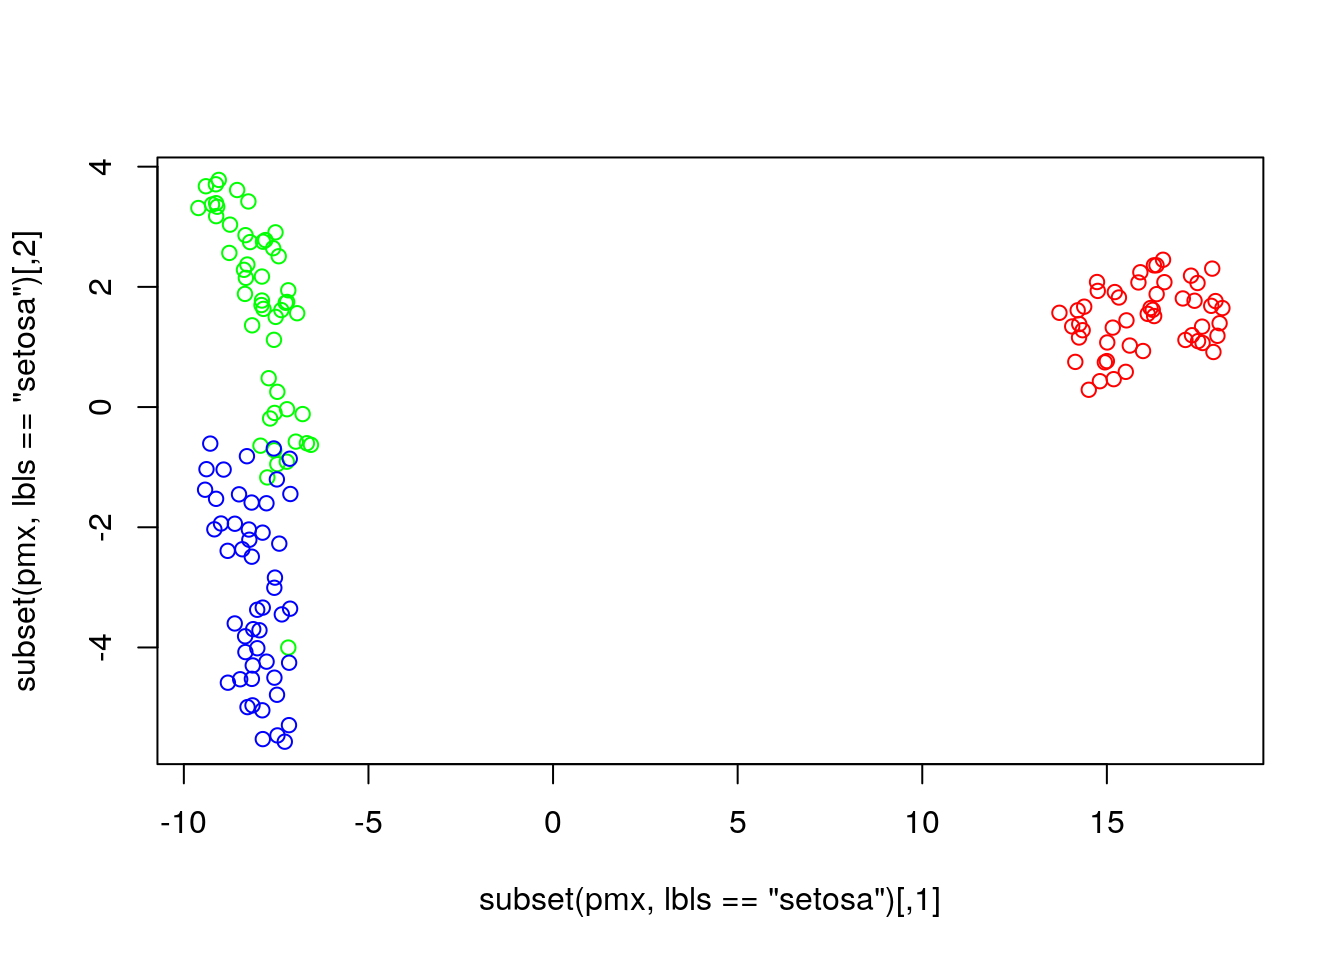 4
2
0
-2
-4
subset(pmx, lbls == "setosa")[,2]
-10 -5 0 5 10 15
subset(pmx, lbls == "setosa")[,1]